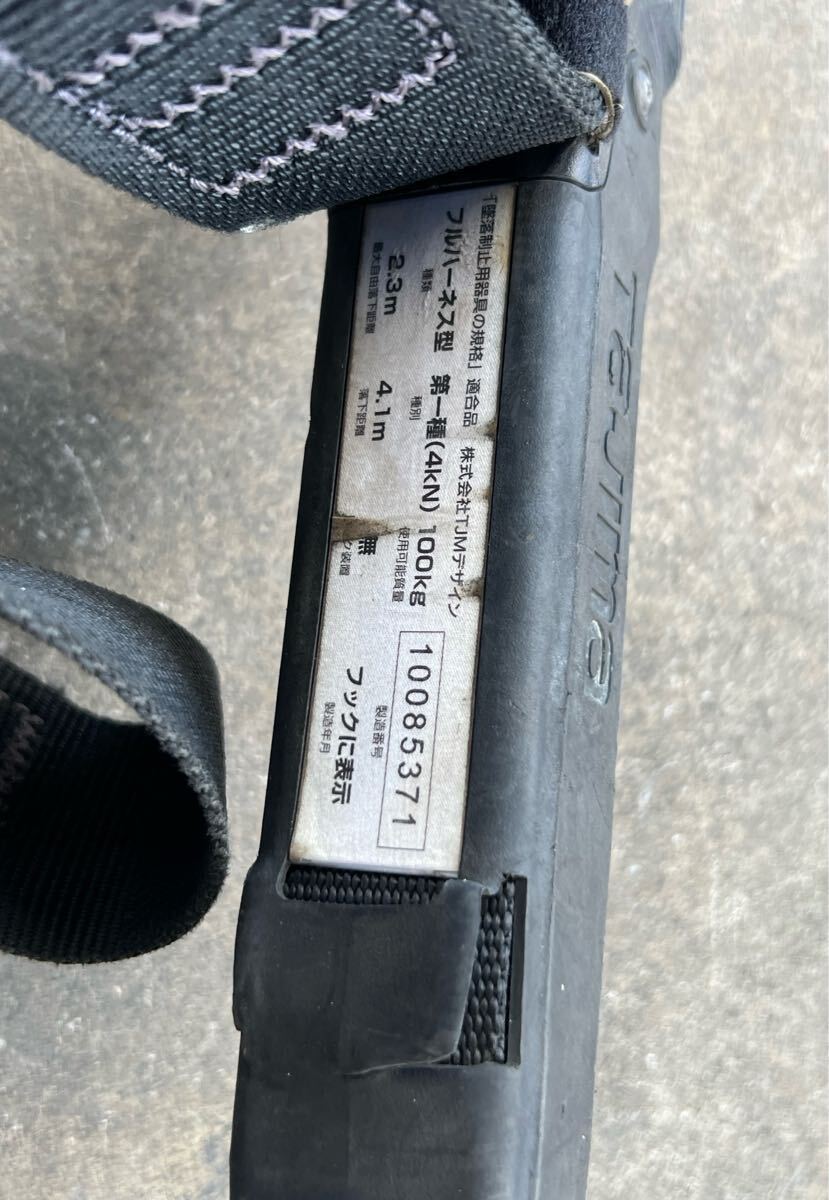 「墜落制止用器具の規格」適合品 株式会社TJMデザイン
フルハーネス型 第一種(4kN) 100kg
種類 種別 使用可能質量
2.3m 4.1m 無
最大自由落下距離 落下距離 ク装置
10085371
製造番号
フックに表示
製造年月
TaJIma